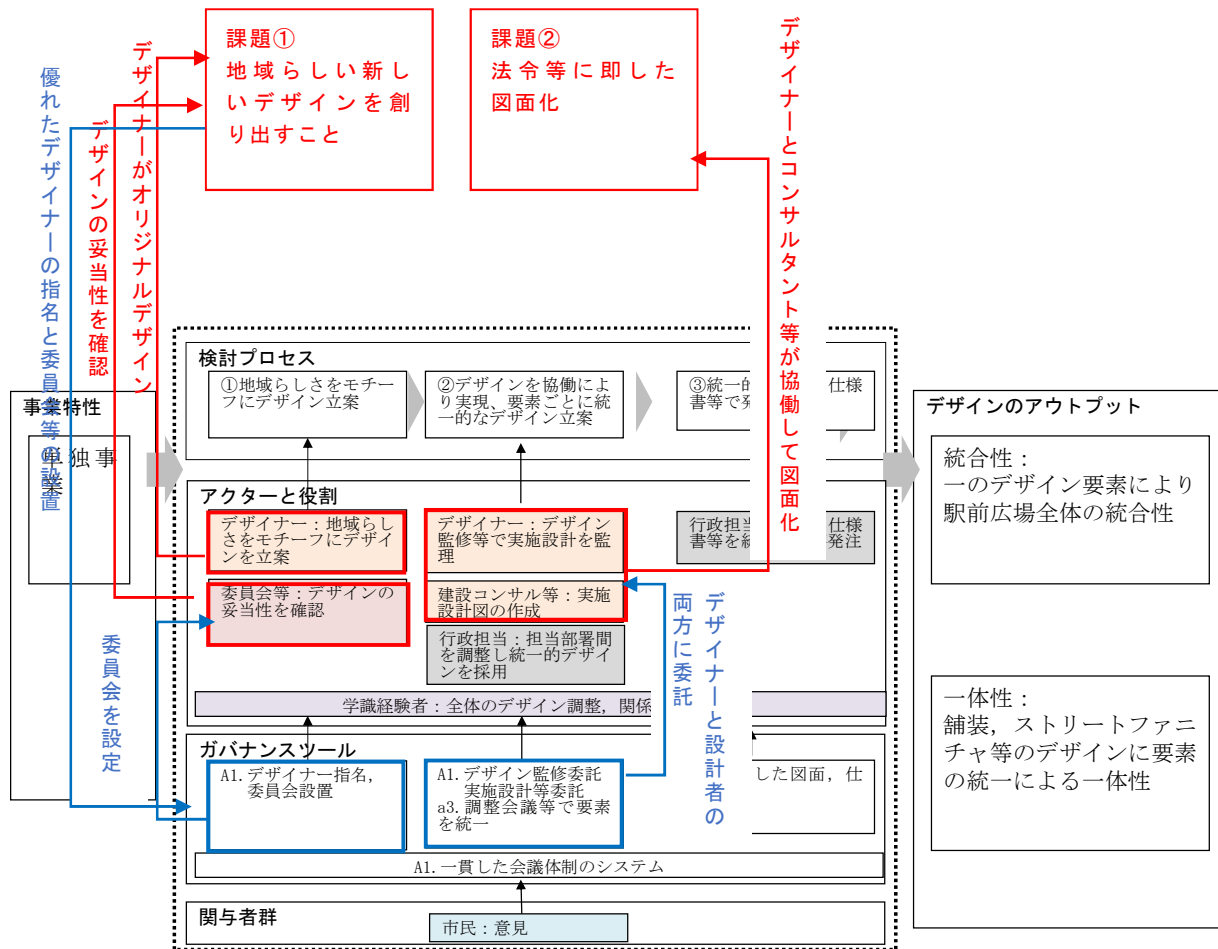 課題①
地域らしい新し
いデザインを創
り出すこと
課題②
法令等に即した
図面化
デザイナーがオリジナルデザイン
デザインの妥当性を確認
優れたデザイナーの指名と委員会等の設置
デザイナーとコンサルタント等が協働して図面化
検討プロセス
①地域らしさをモチー
フにデザイン立案
②デザインを協働によ
り実現、要素ごとに統
一的なデザイン立案
③統一的
仕様
書等で発
事業特性
単独事
業
アクターと役割
デザイナー：地域らし
さをモチーフにデザイ
ンを立案
委員会等：デザインの
妥当性を確認
デザイナー：デザイン
監修等で実施設計を監
理
建設コンサル等：実施
設計図の作成
行政担当：担当部署間
を調整し統一的デザイ
ンを採用
行政担当
仕様
書等を
発注
学識経験者：全体のデザイン調整，関係
デザイナーと設計者の
両方に委託
委員会を設定
ガバナンスツール
A1.デザイナー指名，
委員会設置
A1.デザイン監修委託
実施設計等委託
a3.調整会議等で要素
を統一
した図面，仕
A1.一貫した会議体制のシステム
関与者群
市民：意見
デザインのアウトプット
統合性：
一のデザイン要素により
駅前広場全体の統合性
一体性：
舗装，ストリートファニ
チャ等のデザインに要素
の統一による一体性